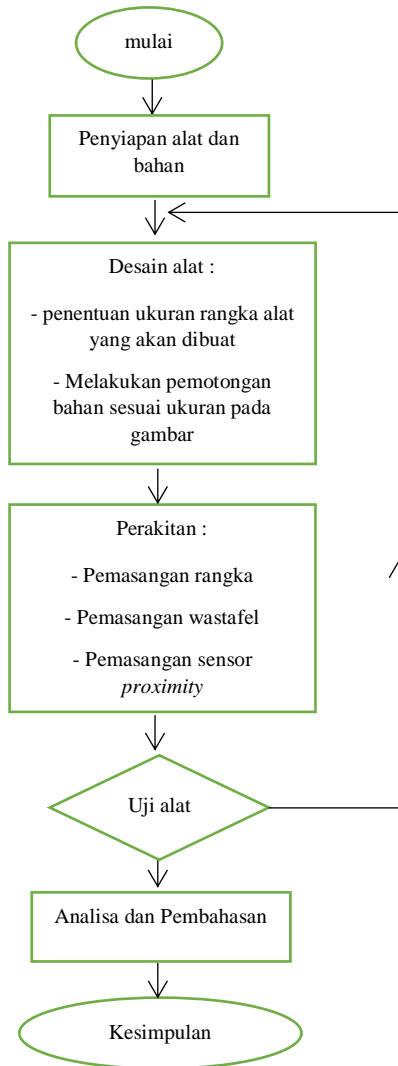 mulai
Penyiapan alat dan
bahan
Desain alat :
- penentuan ukuran rangka alat
yang akan dibuat
- Melakukan pemotongan
bahan sesuai ukuran pada
gambar
Perakitan :
- Pemasangan rangka
- Pemasangan wastafel
- Pemasangan sensor
proximity
Uji alat
Analisa dan Pembahasan
Kesimpulan